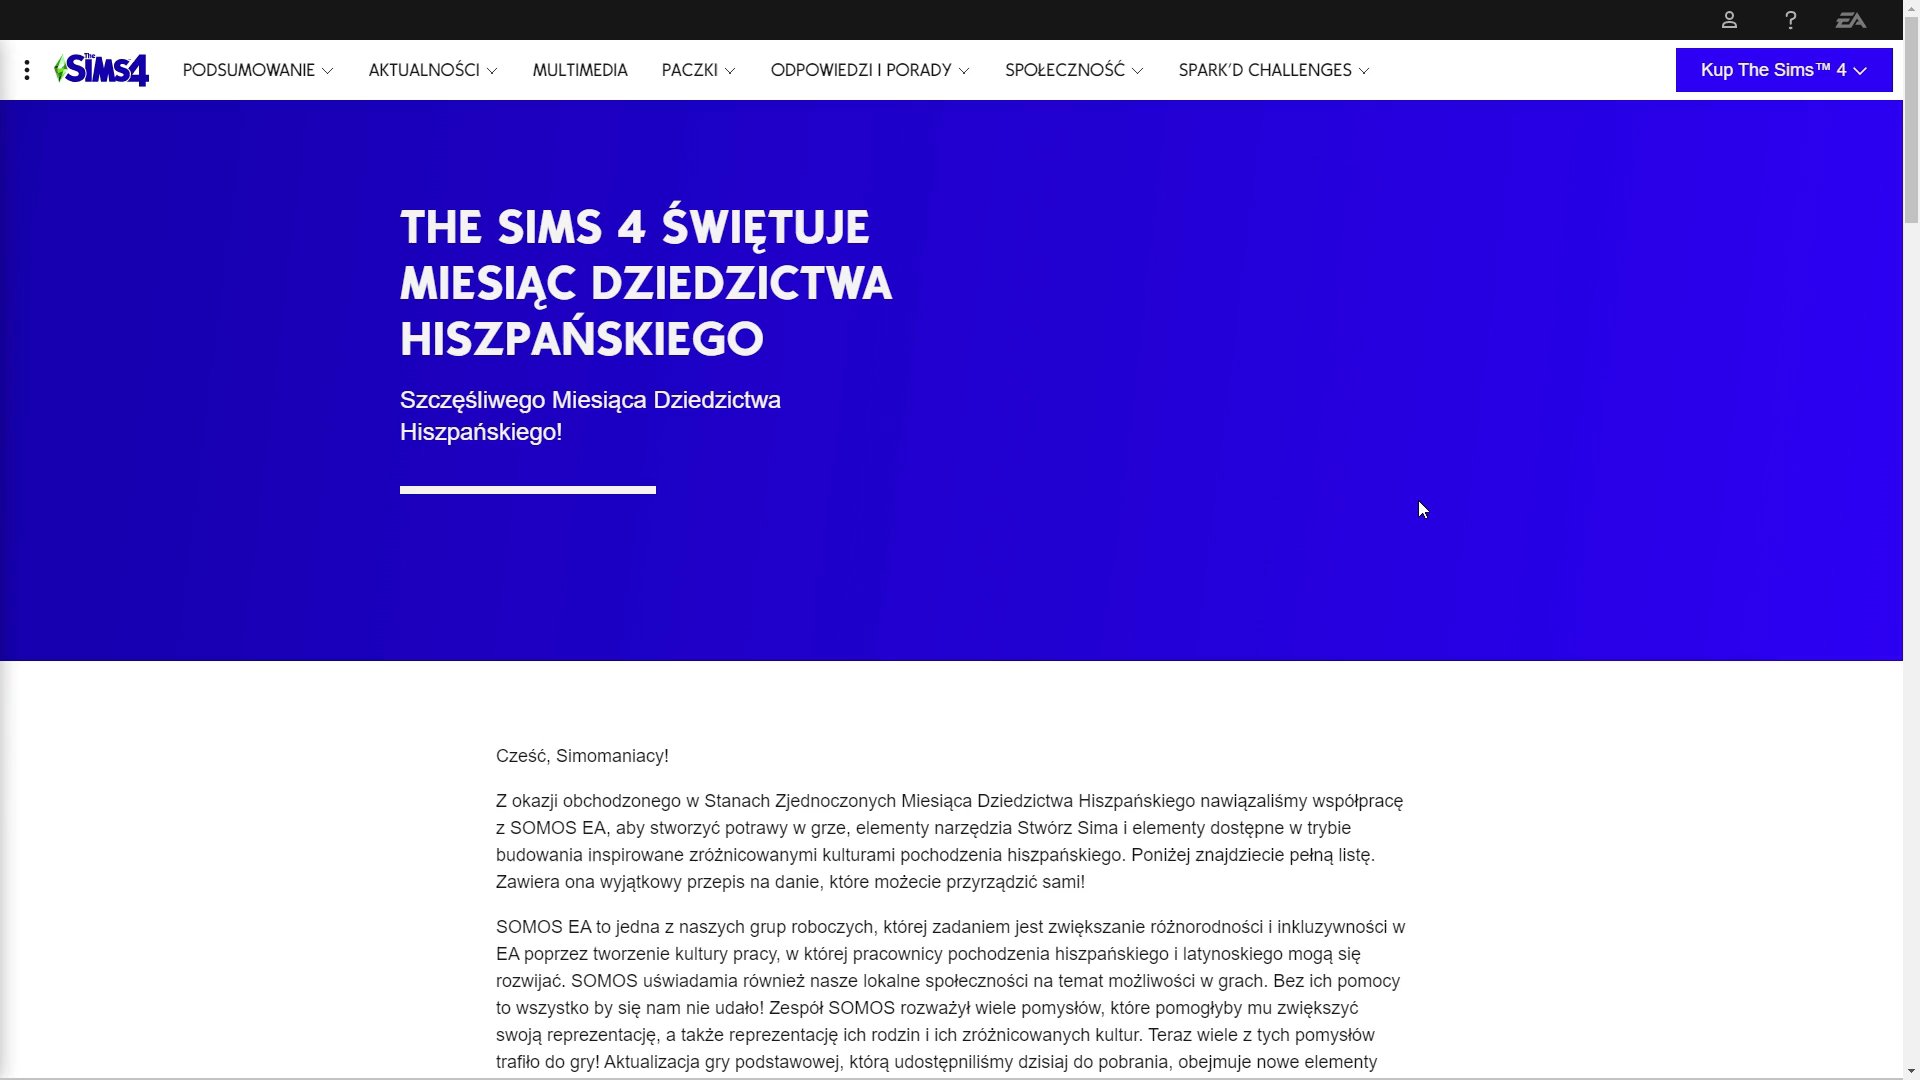 ?
EA
The Sims 4
PODSUMOWANIE
AKTUALNOŚCI
MULTIMEDIA
PACZKI
ODPOWIEDZI I PORADY
SPOŁECZNOŚĆ
SPARK'D CHALLENGES
Kup The Sims™ 4
THE SIMS 4 ŚWIĘTUJE
MIESIĄC DZIEDZICTWA
HISZPAŃSKIEGO
Szczęśliwego Miesiąca Dziedzictwa
Hiszpańskiego!
Cześć, Simomaniacy!
Z okazji obchodzonego w Stanach Zjednoczonych Miesiąca Dziedzictwa Hiszpańskiego nawiązaliśmy współpracę
z SOMOS EA, aby stworzyć potrawy w grze, elementy narzędzia Stwórz Sima i elementy dostępne w trybie
budowania inspirowane zróżnicowanymi kulturami pochodzenia hiszpańskiego. Poniżej znajdziecie pełną listę.
Zawiera ona wyjątkowy przepis na danie, które możecie przyrządzić sami!
SOMOS EA to jedna z naszych grup roboczych, której zadaniem jest zwiększanie różnorodności i inkluzywności w
EA poprzez tworzenie kultury pracy, w której pracownicy pochodzenia hiszpańskiego i latynoskiego mogą się
rozwijać. SOMOS uświadamia również nasze lokalne społeczności na temat możliwości w grach. Bez ich pomocy
to wszystko by się nam nie udało! Zespół SOMOS rozważył wiele pomysłów, które pomogłyby mu zwiększyć
swoją reprezentację, a także reprezentację ich rodzin i ich zróżnicowanych kultur. Teraz wiele z tych pomysłów
trafiło do gry! Aktualizacja gry podstawowej, którą udostępniliśmy dzisiaj do pobrania, obejmuje nowe elementy